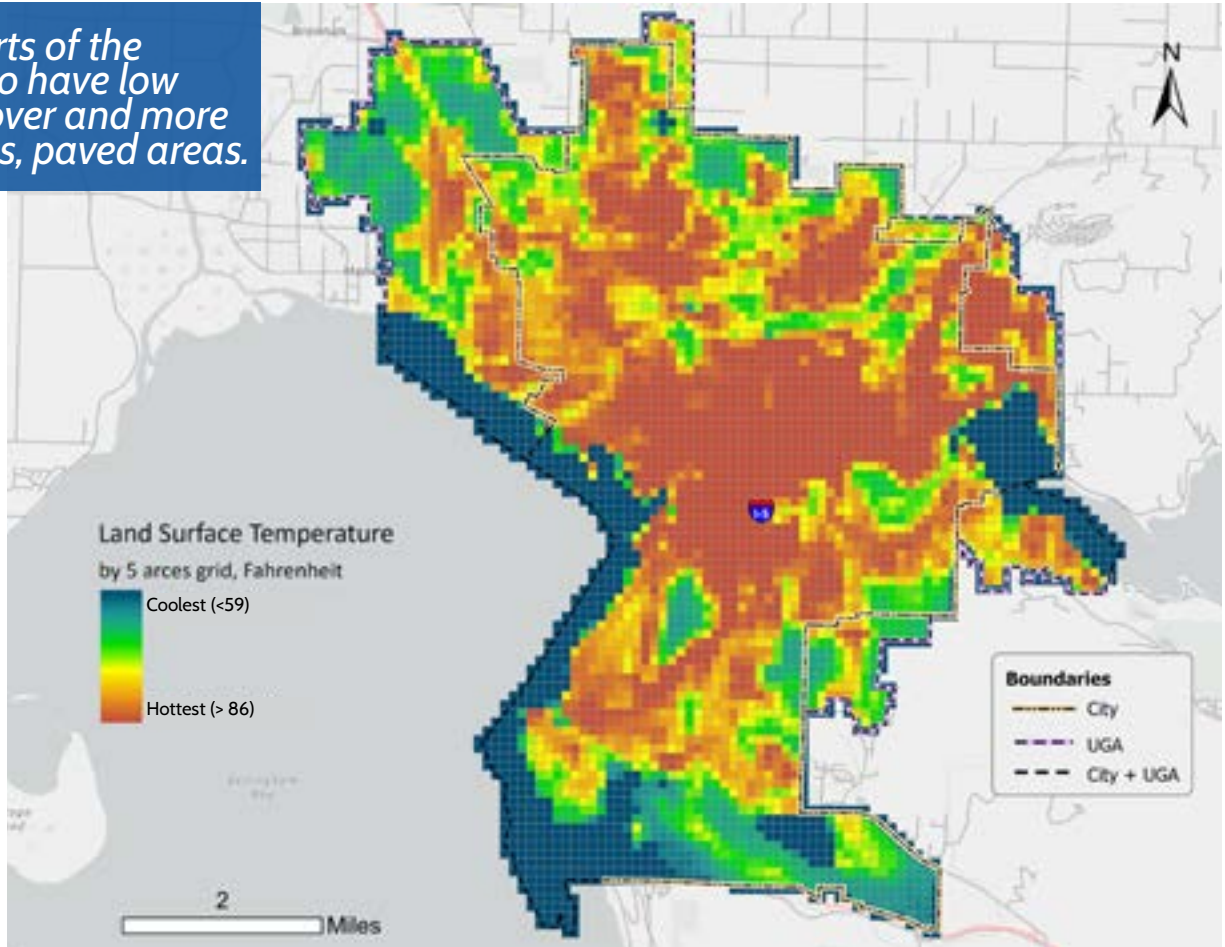 rts of the
o have low
over and more
s, paved areas.
N
I-5
Land Surface Temperature
by 5 arces grid, Fahrenheit
Coolest (<59)
Hottest (> 86)
Boundaries
City
UGA
City + UGA
2
Miles